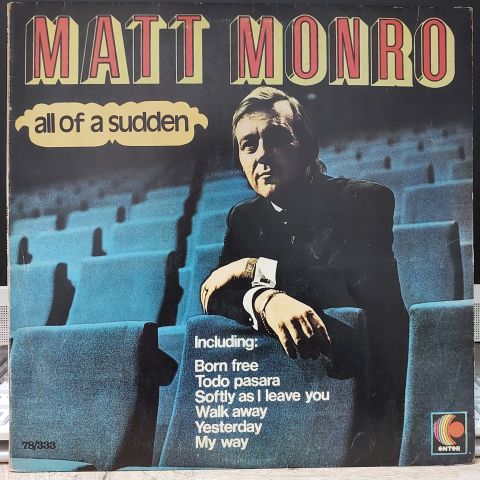 MATT MONRO
all of a sudden
Including:
Born free
Todo pasara
Softly as I leave you
Walk away
Yesterday
My way
78/333
ONTOR